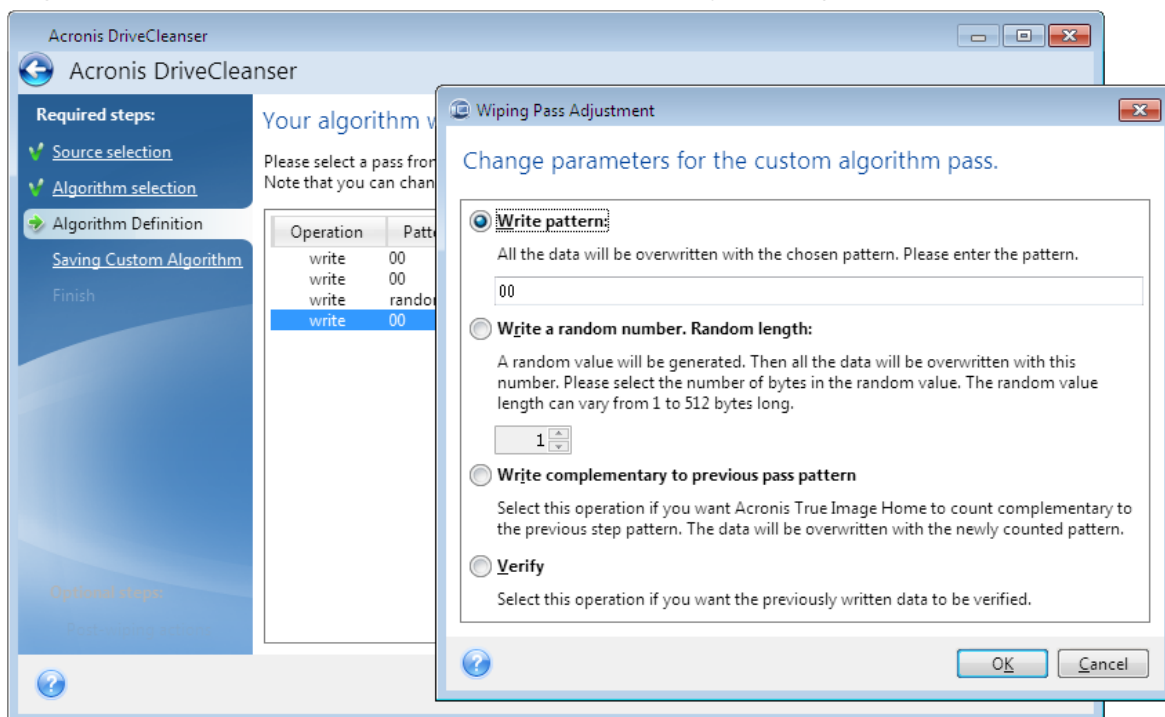 Acronis DriveCleanser
Acronis DriveCleanser
Required steps:
Source selection
Algorithm selection
Algorithm Definition
Saving Custom Algorithm
Finish
Your algorithm
Please select a pass
Note that you can
Operation
write 00
write 00
write
write 00
Wiping Pass Adjustment
Change parameters for the custom algorithm pass.
Write pattern:
All the data will be overwritten with the chosen pattern. Please enter the pattern.
00
Write a random number. Random length:
A random value will be generated. Then all the data will be overwritten with this
number. Please select the number of bytes in the random value. The random value
length can vary from 1 to 512 bytes long.
1
Write complementary to previous pass pattern
Select this operation if you want Acronis True Image Home to count complementary to
the previous step pattern. The data will be overwritten with the newly counted pattern.
Verify
Select this operation if you want the previously written data to be verified.
OK
Cancel